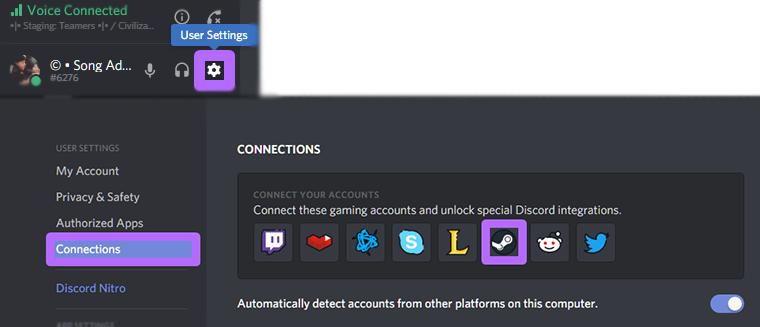 Voice Connected
•|• Staging: Teamers •|• / Civiliza...
User Settings
© • Song Ad...
#6276
USER SETTINGS
My Account
Privacy & Safety
Authorized Apps
Connections
Discord Nitro
APP SETTINGS
CONNECTIONS
CONNECT YOUR ACCOUNTS
Connect these gaming accounts and unlock special Discord integrations.
L
Automatically detect accounts from other platforms on this computer.